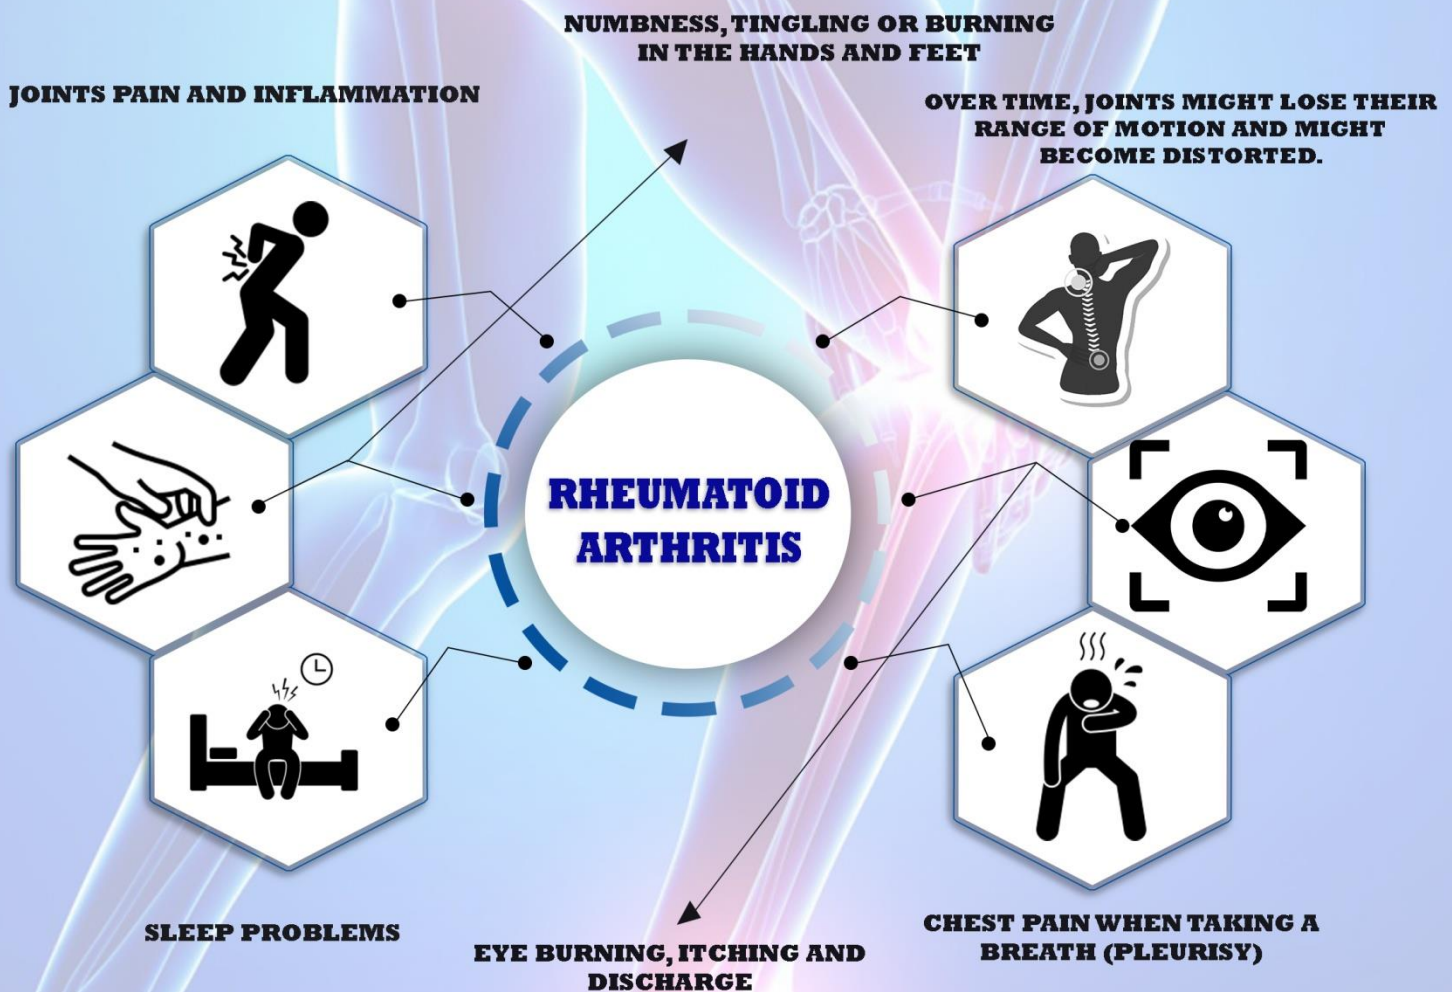 NUMBNESS, TINGLING OR BURNING
IN THE HANDS AND FEET
JOINTS PAIN AND INFLAMMATION
OVER TIME, JOINTS MIGHT LOSE THEIR
RANGE OF MOTION AND MIGHT
BECOME DISTORTED.
RHEUMATOID
ARTHRITIS
SLEEP PROBLEMS
EYE BURNING, ITCHING AND
DISCHARGE
CHEST PAIN WHEN TAKING A
BREATH (PLEURISY)